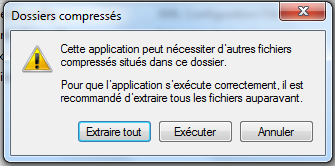 Dossiers compressés
Cette application peut nécessiter d'autres fichiers
compressés situés dans ce dossier.
Pour que l'application s'exécute correctement, il est
recommandé d'extraire tous les fichiers auparavant.
Extraire tout
Exécuter
Annuler